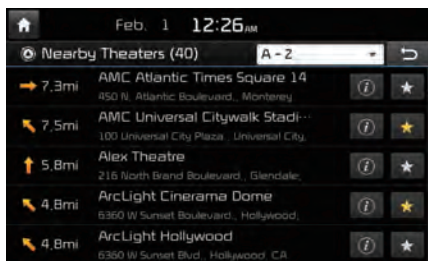 Feb. 1 12:26 AM
Nearby Theaters (40) A - Z
7.3mi AMC Atlantic Times Square 14
450 N. Atlantic Boulevard., Monterey
7.5mi AMC Universal Citywalk Stadi...
100 Universal City Plaza., Universal City,
5.8mi Alex Theatre
216 North Brand Boulevard., Glendale,
4.8mi ArcLight Cinerama Dome
6360 W Sunset Boulevard., Hollywood,
4.8mi ArcLight Hollywood
6360 W Sunset Blvd., Hollywood, CA